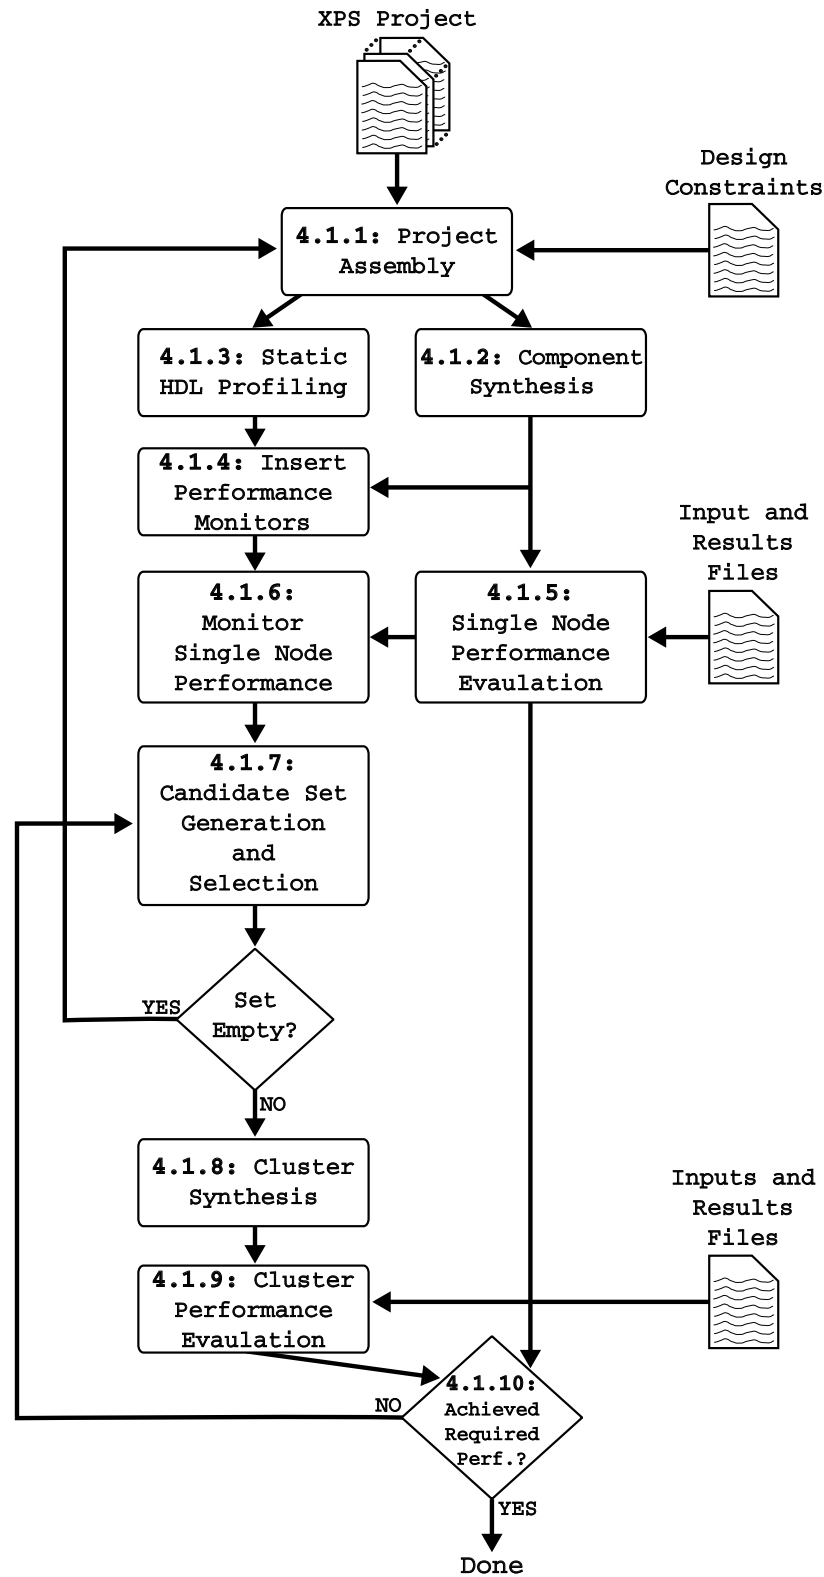 XPS Project
Design
Constraints
4.1.1: Project
Assembly
4.1.3: Static
HDL Profiling
4.1.2: Component
Synthesis
4.1.4: Insert
Performance
Monitors
Input and
Results
Files
4.1.6:
Monitor
Single Node
Performance
4.1.5:
Single Node
Performance
Evaulation
4.1.7:
Candidate Set
Generation
and
Selection
YES
Set
Empty?
NO
4.1.8: Cluster
Synthesis
Inputs and
Results
Files
4.1.9: Cluster
Performance
Evaulation
NO
4.1.10:
Achieved
Required
Perf.?
YES
Done